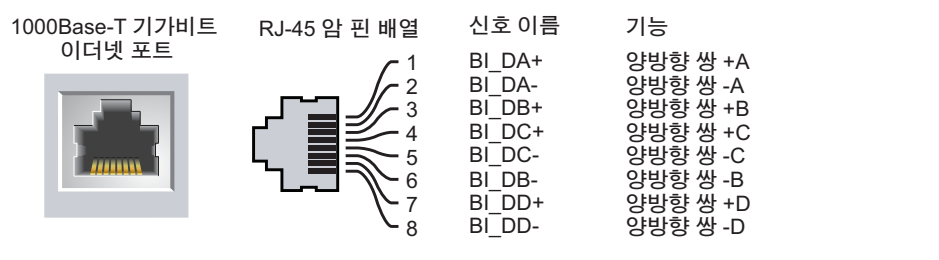 1000Base-T 기가비트
이더넷 포트
RJ-45 암 핀 배열 신호 이름 기능
1 BI_DA+ 양방향 쌍 +A
2 BI_DA- 양방향 쌍 -A
3 BI_DB+ 양방향 쌍 +B
4 BI_DC+ 양방향 쌍 +C
5 BI_DC- 양방향 쌍 -C
6 BI_DB- 양방향 쌍 -B
7 BI_DD+ 양방향 쌍 +D
8 BI_DD- 양방향 쌍 -D